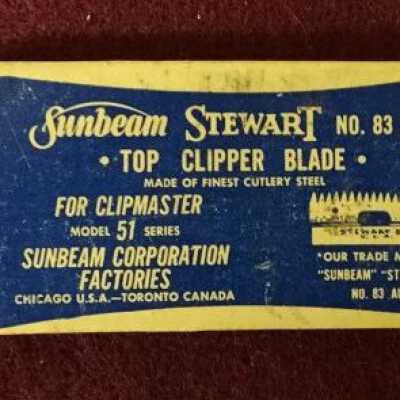 Sunbeam STEWART NO. 83
• TOP CLIPPER BLADE •
MADE OF FINEST CUTLERY STEEL
FOR CLIPMASTER
MODEL 51 SERIES
SUNBEAM CORPORATION
FACTORIES
CHICAGO U.S.A.—TORONTO CANADA
STEWART
U.S.A.
"OUR TRADE M
"SUNBEAM" "ST
NO. 83 A